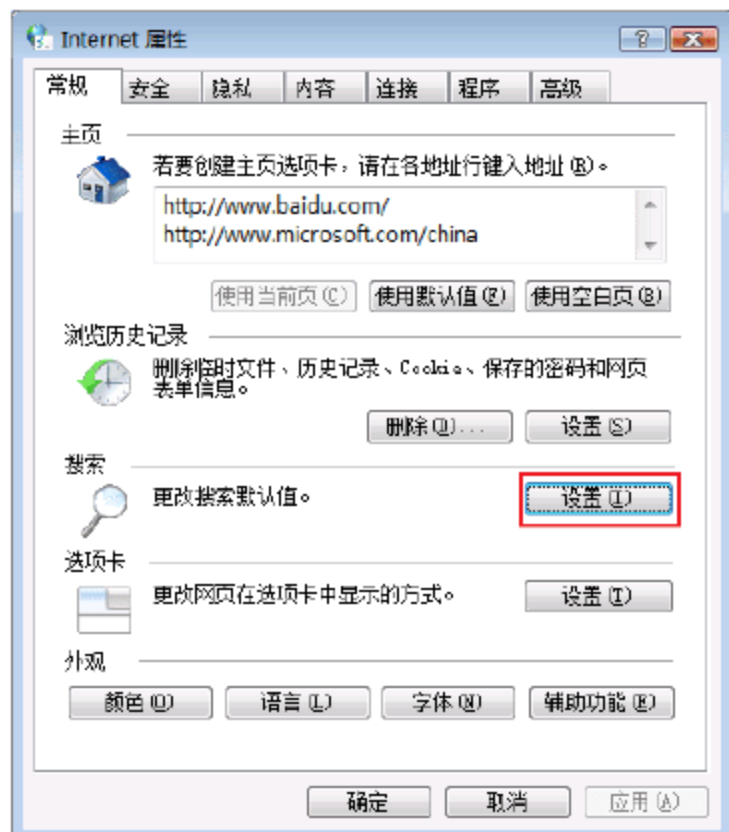 Internet 属性
常规 安全 隐私 内容 连接 程序 高级
主页
若要创建主页选项卡，请在各地址行键入地址(R)。
http://www.baidu.com/
http://www.microsoft.com/china
使用当前页(C) 使用默认值(F) 使用空白页(B)
浏览历史记录
删除临时文件、历史记录、Cookie、保存的密码和网页
表单信息。
删除(D)... 设置(S)
搜索
更改搜索默认值。
设置(I)
选项卡
更改网页在选项卡中显示的方式。
设置(T)
外观
颜色(O) 语言(L) 字体(N) 辅助功能(E)
确定 取消 应用(A)